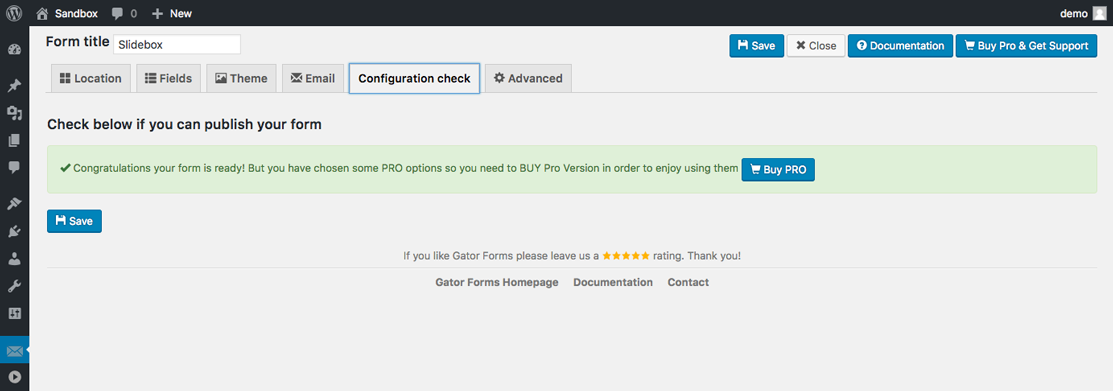 Sandbox 0 New demo
Form title Slidebox Save Close Documentation Buy Pro & Get Support
Location Fields Theme Email Configuration check Advanced
Check below if you can publish your form
Congratulations your form is ready! But you have chosen some PRO options so you need to BUY Pro Version in order to enjoy using them Buy PRO
Save
If you like Gator Forms please leave us a ★★★★★ rating. Thank you!
Gator Forms Homepage Documentation Contact